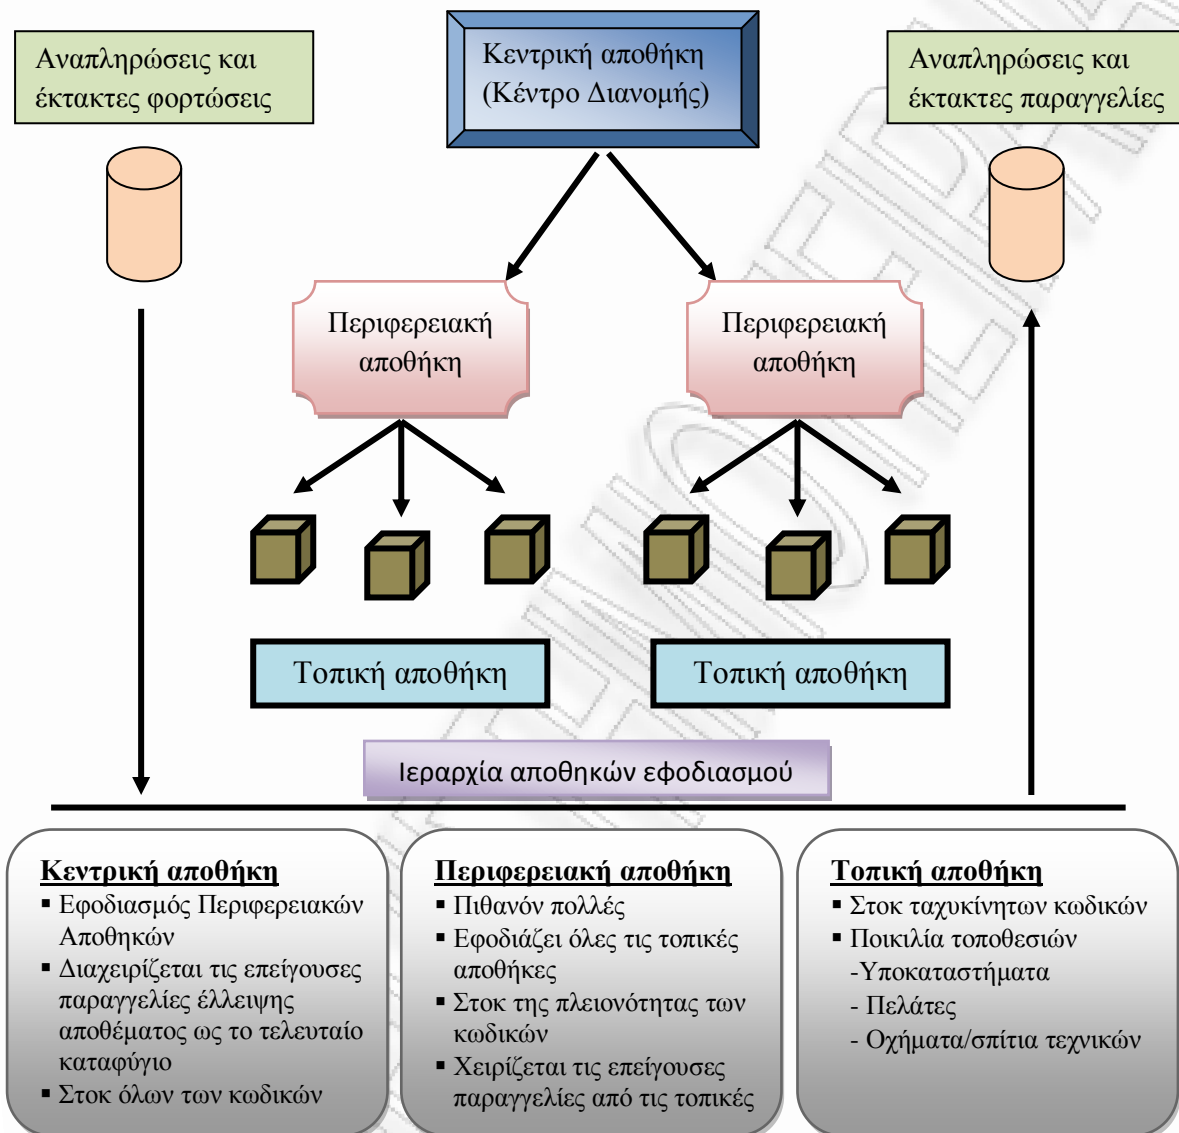 Αναπληρώσεις και
έκτακτες φορτώσεις
Κεντρική αποθήκη
(Κέντρο Διανομής)
Αναπληρώσεις και
έκτακτες παραγγελίες
Περιφερειακή
αποθήκη
Περιφερειακή
αποθήκη
Τοπική αποθήκη
Τοπική αποθήκη
Ιεραρχία αποθηκών εφοδιασμού
Κεντρική αποθήκη
▪ Εφοδιασμός Περιφερειακών
Αποθηκών
▪ Διαχειρίζεται τις επείγουσες
παραγγελίες έλλειψης
αποθέματος ως το τελευταίο
καταφύγιο
▪ Στοκ όλων των κωδικών
Περιφερειακή αποθήκη
▪ Πιθανόν πολλές
▪ Εφοδιάζει όλες τις τοπικές
αποθήκες
▪ Στοκ της πλειονότητας των
κωδικών
▪ Χειρίζεται τις επείγουσες
παραγγελίες από τις τοπικές
Τοπική αποθήκη
▪ Στοκ ταχυκίνητων κωδικών
▪ Ποικιλία τοποθεσιών
-Υποκαταστήματα
- Πελάτες
- Οχήματα/σπίτια τεχνικών